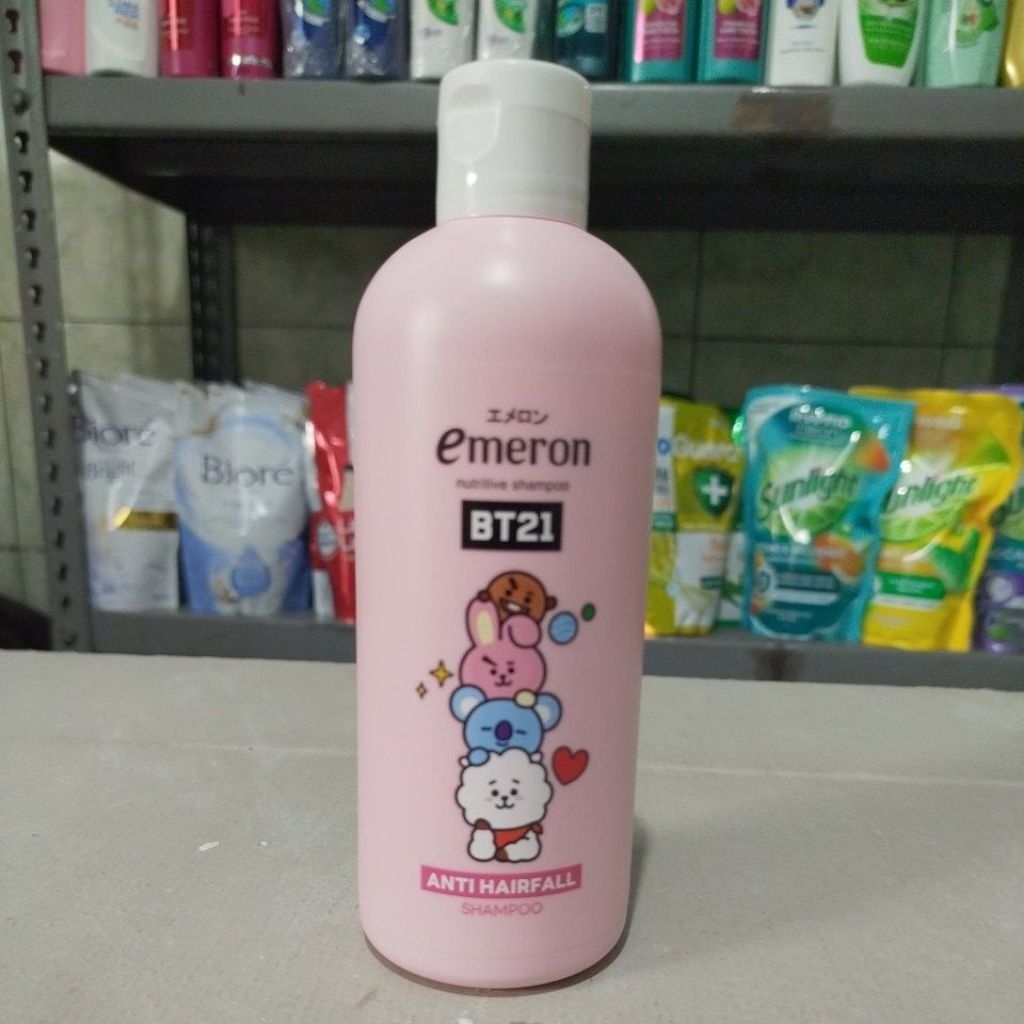 エメロン
emeron
nutritive shampoo
BT21
ANTI HAIRFALL
SHAMPOO
Bioré
Bioré
Sunlight
Sunlight